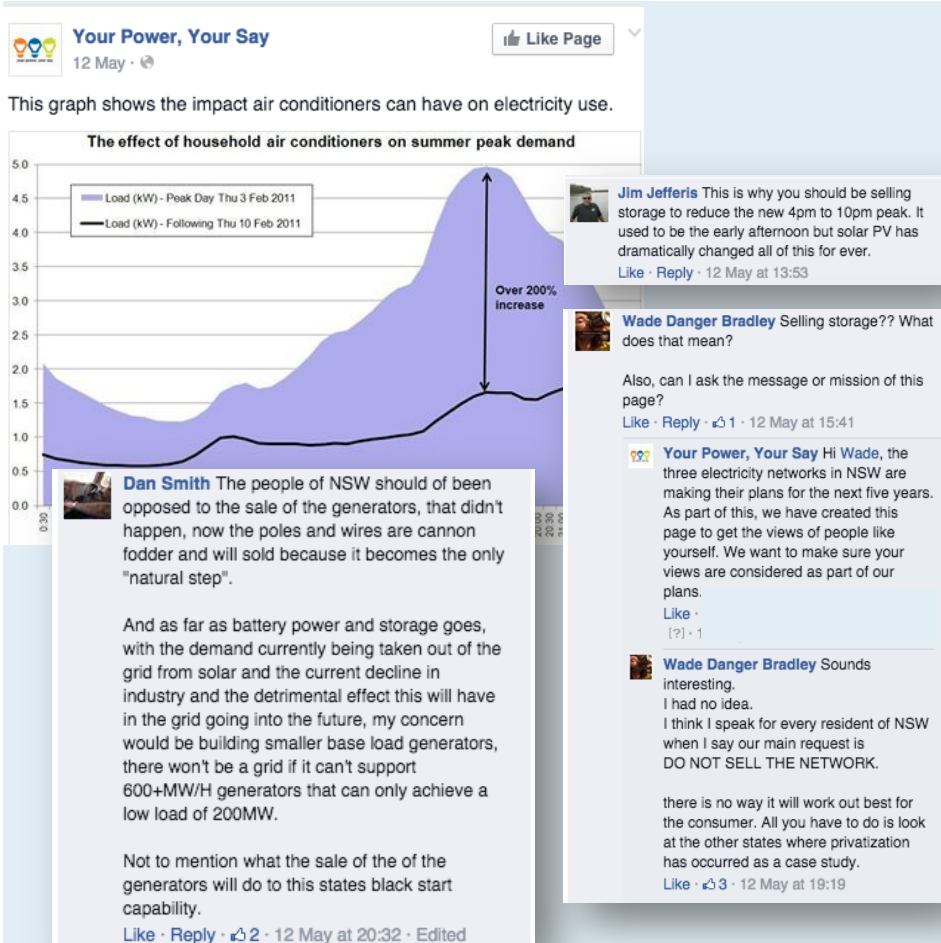 Your Power, Your Say
12 May ·
Like Page
This graph shows the impact air conditioners can have on electricity use.
The effect of household air conditioners on summer peak demand
5.0
4.5
4.0
3.5
3.0
2.5
2.0
1.5
1.0
0.5
0.0
Load (kW) - Peak Day Thu 3 Feb 2011
Load (kW) - Following Thu 10 Feb 2011
Over 200%
increase
0:30
20:00
20:30
21:00
Jim Jefferis This is why you should be selling
storage to reduce the new 4pm to 10pm peak. It
used to be the early afternoon but solar PV has
dramatically changed all of this for ever.
Like · Reply · 12 May at 13:53
Wade Danger Bradley Selling storage?? What
does that mean?
Also, can I ask the message or mission of this
page?
Like · Reply · 1 · 12 May at 15:41
Your Power, Your Say Hi Wade, the
three electricity networks in NSW are
making their plans for the next five years.
As part of this, we have created this
page to get the views of people like
yourself. We want to make sure your
views are considered as part of our
plans.
Like ·
[?] · 1
Wade Danger Bradley Sounds
interesting.
I had no idea.
I think I speak for every resident of NSW
when I say our main request is
DO NOT SELL THE NETWORK.
there is no way it will work out best for
the consumer. All you have to do is look
at the other states where privatization
has occurred as a case study.
Like · 3 · 12 May at 19:19
Dan Smith The people of NSW should of been
opposed to the sale of the generators, that didn't
happen, now the poles and wires are cannon
fodder and will sold because it becomes the only
"natural step".
And as far as battery power and storage goes,
with the demand currently being taken out of the
grid from solar and the current decline in
industry and the detrimental effect this will have
in the grid going into the future, my concern
would be building smaller base load generators,
there won't be a grid if it can't support
600+MW/H generators that can only achieve a
low load of 200MW.
Not to mention what the sale of the of the
generators will do to this states black start
capability.
Like · Reply · 2 · 12 May at 20:32 · Edited